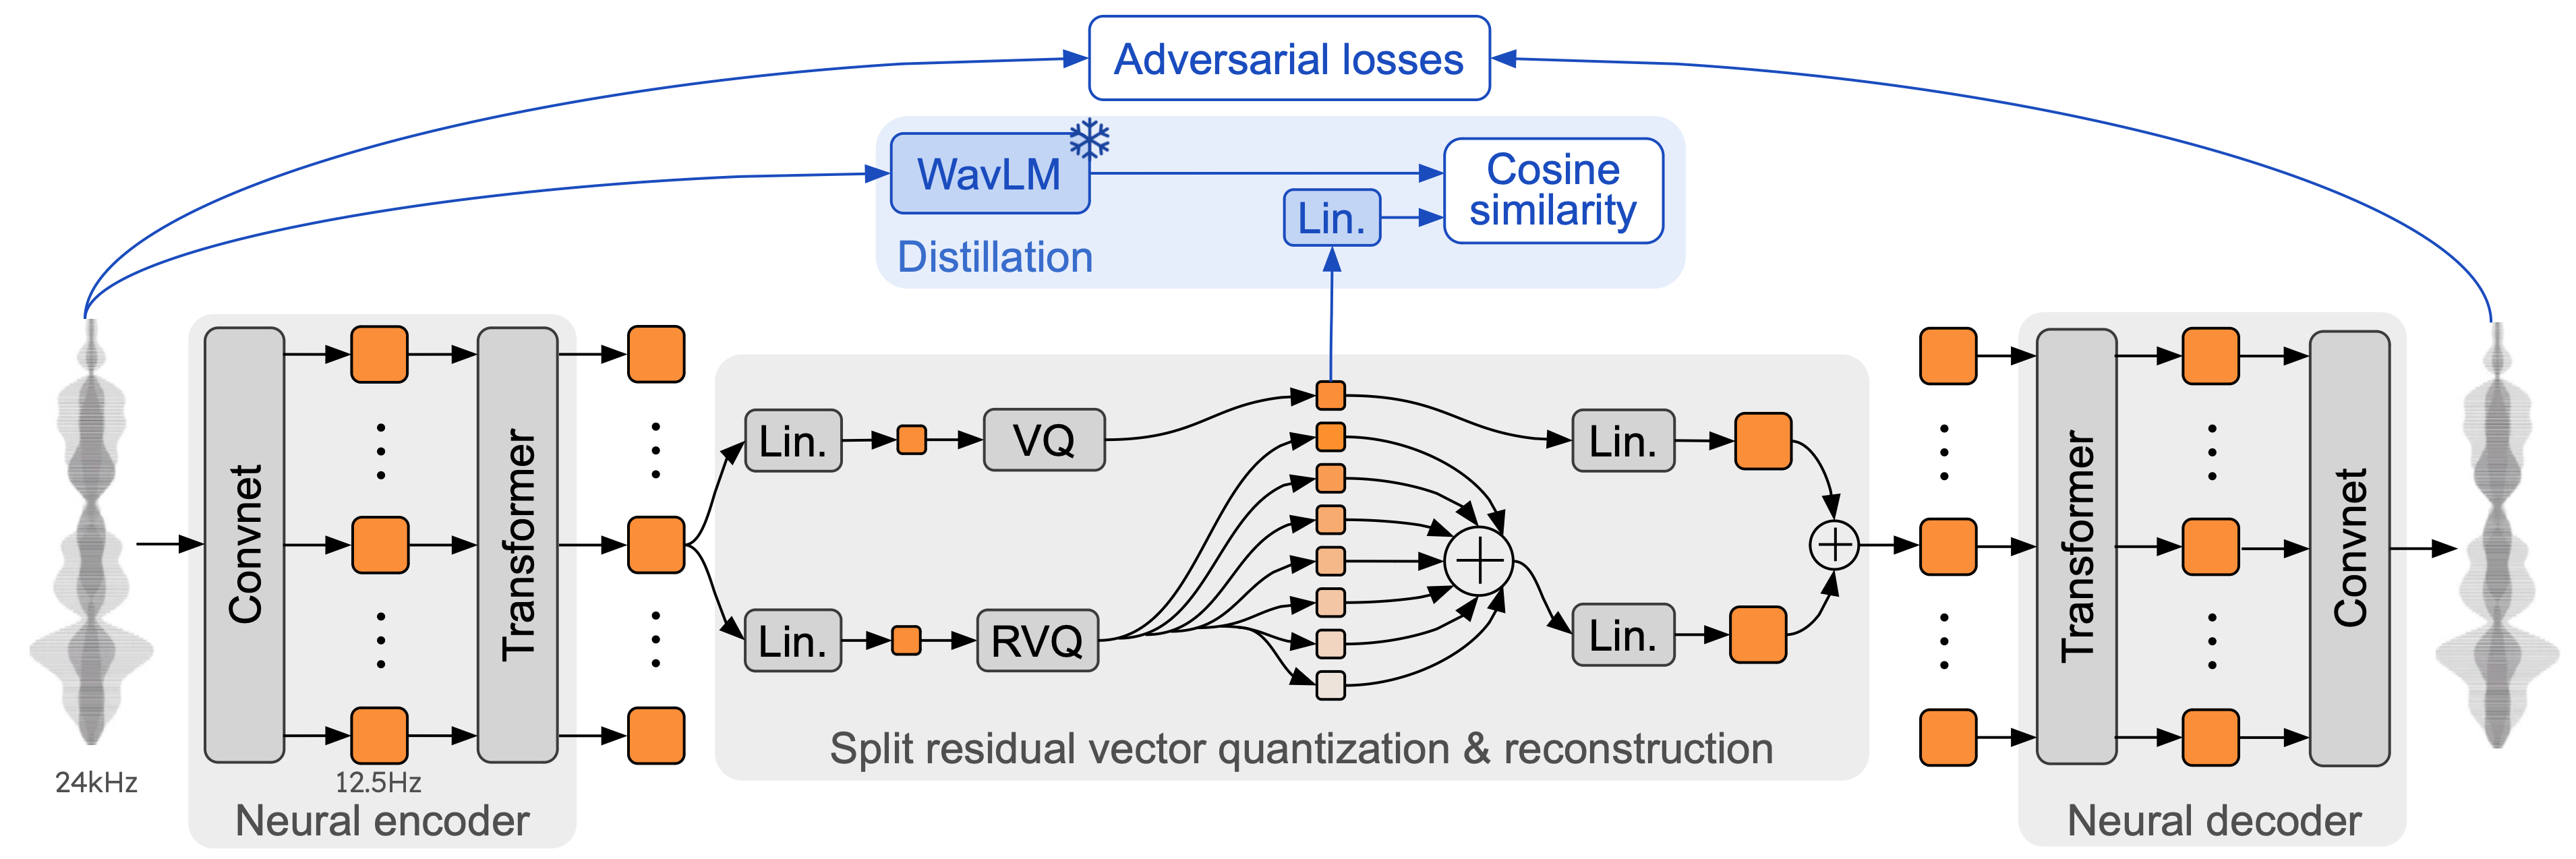 Adversarial losses
WavLM
Cosine
similarity
Lin.
Distillation
Convnet
Transformer
Lin.
VQ
Lin.
Lin.
RVQ
Lin.
Transformer
Convnet
Split residual vector quantization & reconstruction
24kHz
12.5Hz
Neural encoder
Neural decoder